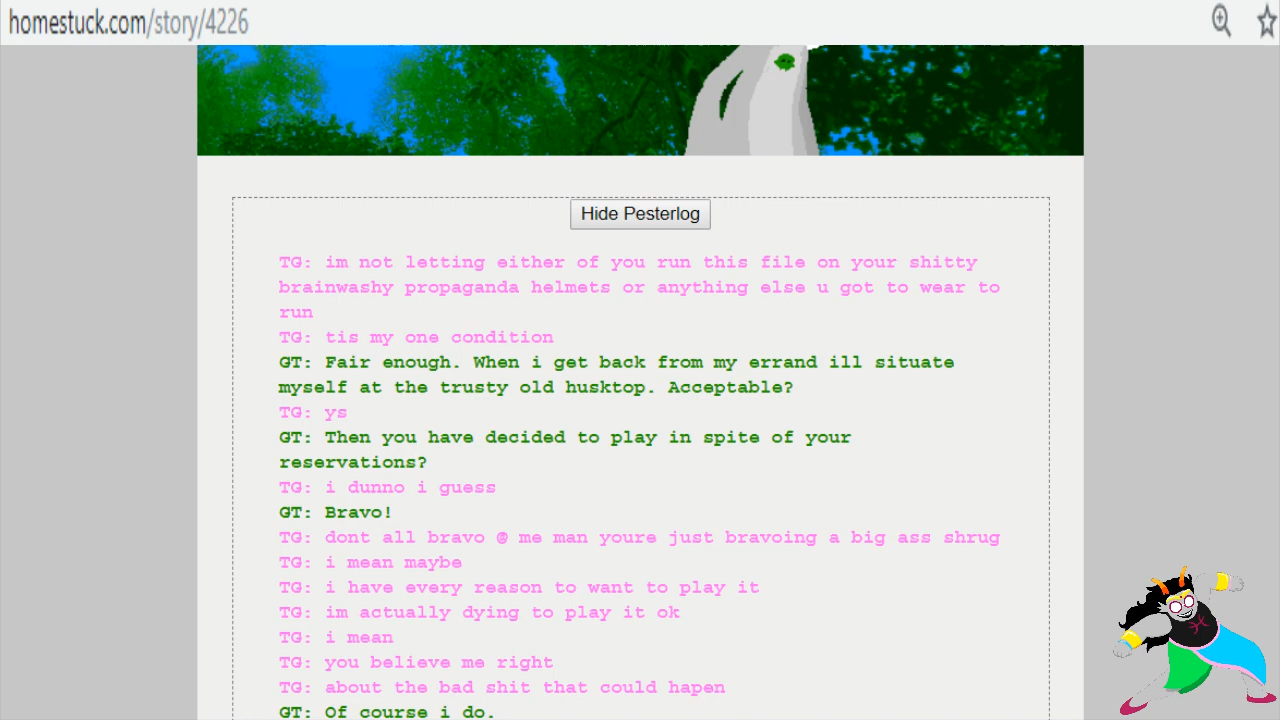 homestuck.com/story/4226
Hide Pesterlog
TG: im not letting either of you run this file on your shitty
brainwashy propaganda helmets or anything else u got to wear to
run
TG: tis my one condition
GT: Fair enough. When i get back from my errand ill situate
myself at the trusty old husktop. Acceptable?
TG: ys
GT: Then you have decided to play in spite of your
reservations?
TG: i dunno i guess
GT: Bravo!
TG: dont all bravo @ me man youre just bravoing a big ass shrug
TG: i mean maybe
TG: i have every reason to want to play it
TG: im actually dying to play it ok
TG: i mean
TG: you believe me right
TG: about the bad shit that could hapen
GT: Of course i do.